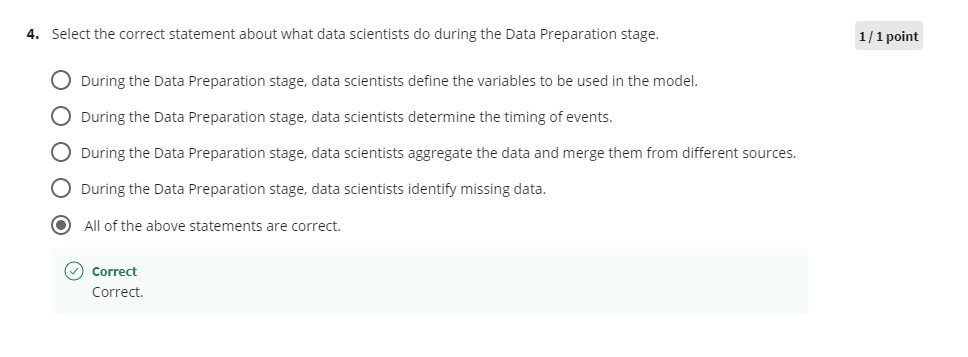 4. Select the correct statement about what data scientists do during the Data Preparation stage.
1 / 1 point
During the Data Preparation stage, data scientists define the variables to be used in the model.
During the Data Preparation stage, data scientists determine the timing of events.
During the Data Preparation stage, data scientists aggregate the data and merge them from different sources.
During the Data Preparation stage, data scientists identify missing data.
All of the above statements are correct.
Correct
Correct.